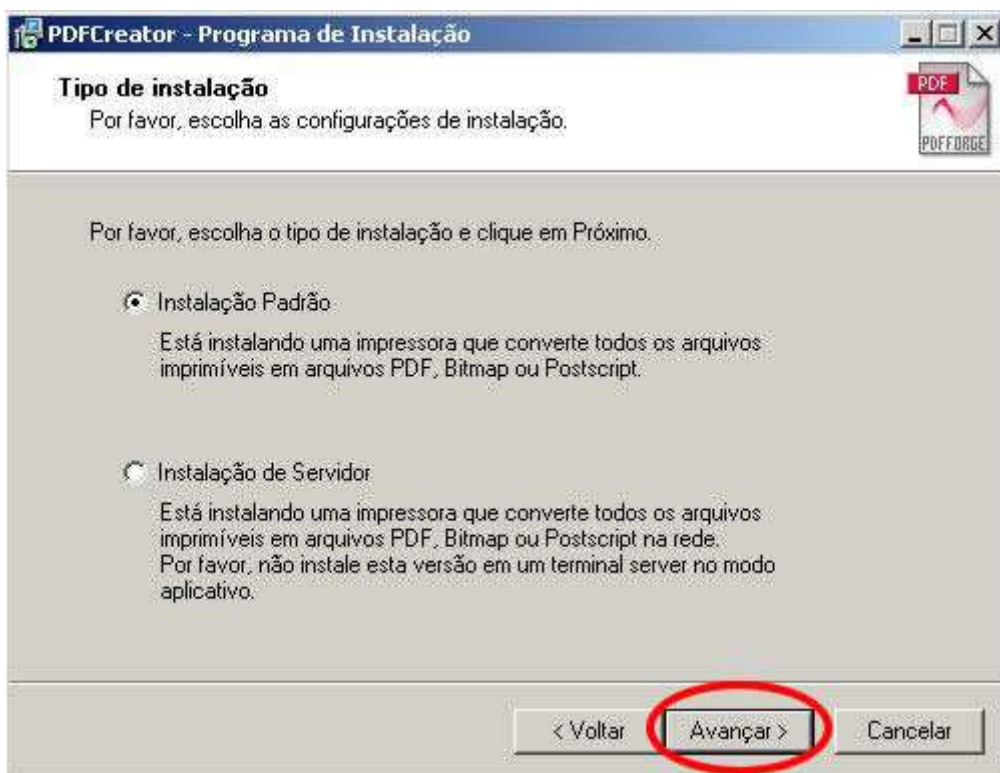 PDFCreator - Programa de Instalação
Tipo de instalação
Por favor, escolha as configurações de instalação.
PDF
PDFFORGE
Por favor, escolha o tipo de instalação e clique em Próximo.
Instalação Padrão
Está instalando uma impressora que converte todos os arquivos
imprimíveis em arquivos PDF, Bitmap ou Postscript.
Instalação de Servidor
Está instalando uma impressora que converte todos os arquivos
imprimíveis em arquivos PDF, Bitmap ou Postscript na rede.
Por favor, não instale esta versão em um terminal server no modo
aplicativo.
< Voltar Avançar > Cancelar